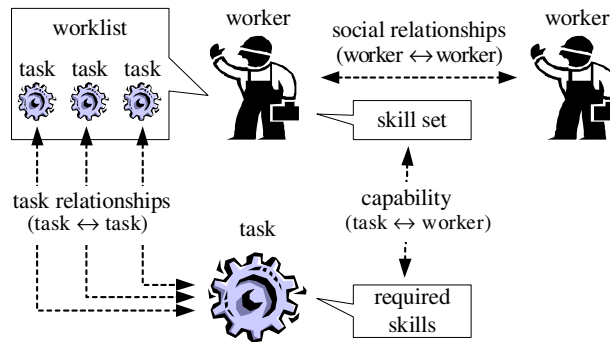 worklist
task task task
worker
social relationships
(worker ↔ worker)
worker
skill set
task relationships
(task ↔ task)
capability
(task ↔ worker)
task
required
skills